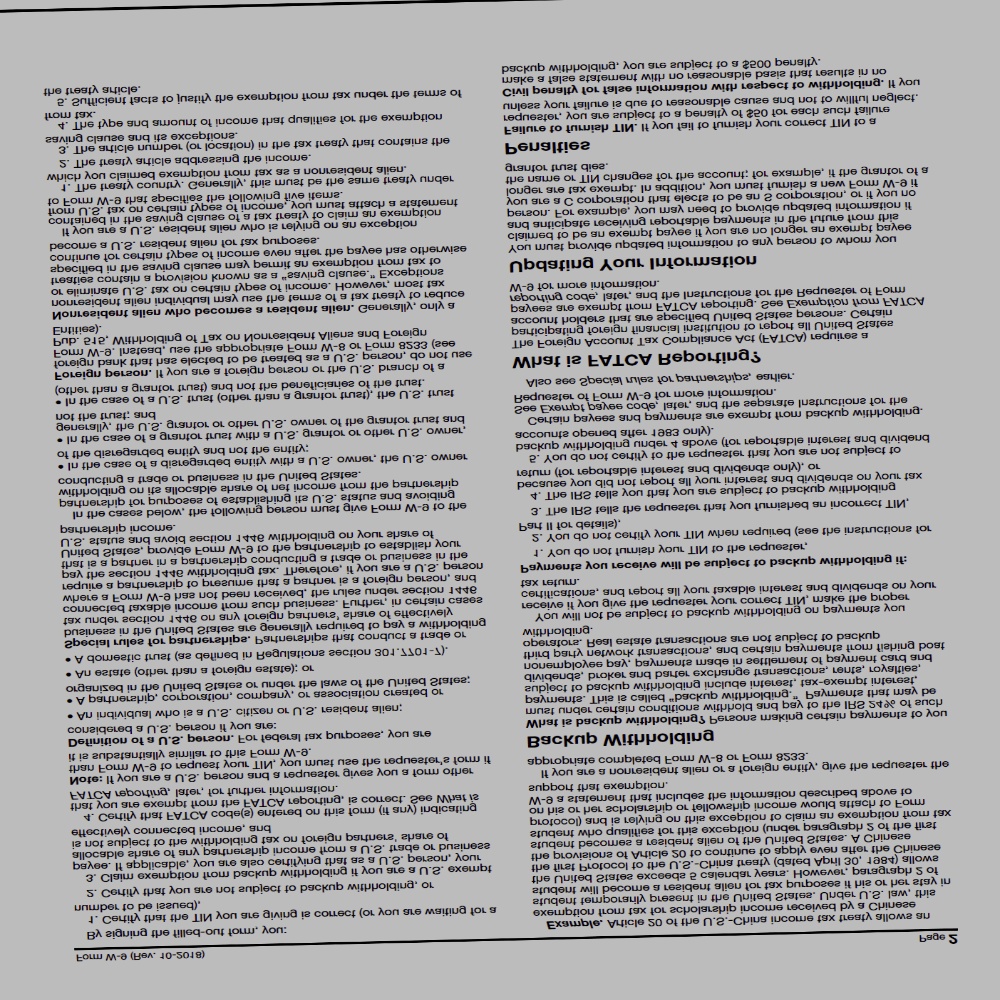 Form W-9 (Rev. 10-2018)
Page 2
By signing the filled-out form, you:
1. Certify that the TIN you are giving is correct (or you are waiting for a
number to be issued),
2. Certify that you are not subject to backup withholding, or
3. Claim exemption from backup withholding if you are a U.S. exempt
payee. If applicable, you are also certifying that as a U.S. person, your
allocable share of any partnership income from a U.S. trade or business
is not subject to the withholding tax on foreign partners' share of
effectively connected income, and
4. Certify that FATCA code(s) entered on this form (if any) indicating
that you are exempt from the FATCA reporting, is correct. See What is
FATCA reporting, later, for further information.
Note: If you are a U.S. person and a requester gives you a form other
than Form W-9 to request your TIN, you must use the requester's form if
it is substantially similar to this Form W-9.
Definition of a U.S. person. For federal tax purposes, you are
considered a U.S. person if you are:
• An individual who is a U.S. citizen or U.S. resident alien;
• A partnership, corporation, company, or association created or
organized in the United States or under the laws of the United States;
• An estate (other than a foreign estate); or
• A domestic trust (as defined in Regulations section 301.7701-7).
Special rules for partnerships. Partnerships that conduct a trade or
business in the United States are generally required to pay a withholding
tax under section 1446 on any foreign partners' share of effectively
connected taxable income from such business. Further, in certain cases
where a Form W-9 has not been received, the rules under section 1446
require a partnership to presume that a partner is a foreign person, and
pay the section 1446 withholding tax. Therefore, if you are a U.S. person
that is a partner in a partnership conducting a trade or business in the
United States, provide Form W-9 to the partnership to establish your
U.S. status and avoid section 1446 withholding on your share of
partnership income.
In the cases below, the following person must give Form W-9 to the
partnership for purposes of establishing its U.S. status and avoiding
withholding on its allocable share of net income from the partnership
conducting a trade or business in the United States.
• In the case of a disregarded entity with a U.S. owner, the U.S. owner
of the disregarded entity and not the entity;
• In the case of a grantor trust with a U.S. grantor or other U.S. owner,
generally, the U.S. grantor or other U.S. owner of the grantor trust and
not the trust; and
• In the case of a U.S. trust (other than a grantor trust), the U.S. trust
(other than a grantor trust) and not the beneficiaries of the trust.
Foreign person. If you are a foreign person or the U.S. branch of a
foreign bank that has elected to be treated as a U.S. person, do not use
Form W-9. Instead, use the appropriate Form W-8 or Form 8233 (see
Pub. 515, Withholding of Tax on Nonresident Aliens and Foreign
Entities).
Nonresident alien who becomes a resident alien. Generally, only a
nonresident alien individual may use the terms of a tax treaty to reduce
or eliminate U.S. tax on certain types of income. However, most tax
treaties contain a provision known as a "saving clause." Exceptions
specified in the saving clause may permit an exemption from tax to
continue for certain types of income even after the payee has otherwise
become a U.S. resident alien for tax purposes.
If you are a U.S. resident alien who is relying on an exception
contained in the saving clause of a tax treaty to claim an exemption
from U.S. tax on certain types of income, you must attach a statement
to Form W-9 that specifies the following five items.
1. The treaty country. Generally, this must be the same treaty under
which you claimed exemption from tax as a nonresident alien.
2. The treaty article addressing the income.
3. The article number (or location) in the tax treaty that contains the
saving clause and its exceptions.
4. The type and amount of income that qualifies for the exemption
from tax.
5. Sufficient facts to justify the exemption from tax under the terms of
the treaty article.
Example. Article 20 of the U.S.-China income tax treaty allows an
exemption from tax for scholarship income received by a Chinese
student temporarily present in the United States. Under U.S. law, this
student will become a resident alien for tax purposes if his or her stay in
the United States exceeds 5 calendar years. However, paragraph 2 of
the first Protocol to the U.S.-China treaty (dated April 30, 1984) allows
the provisions of Article 20 to continue to apply even after the Chinese
student becomes a resident alien of the United States. A Chinese
student who qualifies for this exception (under paragraph 2 of the first
protocol) and is relying on this exception to claim an exemption from tax
on his or her scholarship or fellowship income would attach to Form
W-9 a statement that includes the information described above to
support that exemption.
If you are a nonresident alien or a foreign entity, give the requester the
appropriate completed Form W-8 or Form 8233.
Backup Withholding
What is backup withholding? Persons making certain payments to you
must under certain conditions withhold and pay to the IRS 24% of such
payments. This is called "backup withholding." Payments that may be
subject to backup withholding include interest, tax-exempt interest,
dividends, broker and barter exchange transactions, rents, royalties,
nonemployee pay, payments made in settlement of payment card and
third party network transactions, and certain payments from fishing boat
operators. Real estate transactions are not subject to backup
withholding.
You will not be subject to backup withholding on payments you
receive if you give the requester your correct TIN, make the proper
certifications, and report all your taxable interest and dividends on your
tax return.
Payments you receive will be subject to backup withholding if:
1. You do not furnish your TIN to the requester,
2. You do not certify your TIN when required (see the instructions for
Part II for details),
3. The IRS tells the requester that you furnished an incorrect TIN,
4. The IRS tells you that you are subject to backup withholding
because you did not report all your interest and dividends on your tax
return (for reportable interest and dividends only), or
5. You do not certify to the requester that you are not subject to
backup withholding under 4 above (for reportable interest and dividend
accounts opened after 1983 only).
Certain payees and payments are exempt from backup withholding.
See Exempt payee code, later, and the separate Instructions for the
Requester of Form W-9 for more information.
Also see Special rules for partnerships, earlier.
What is FATCA Reporting?
The Foreign Account Tax Compliance Act (FATCA) requires a
participating foreign financial institution to report all United States
account holders that are specified United States persons. Certain
payees are exempt from FATCA reporting. See Exemption from FATCA
reporting code, later, and the Instructions for the Requester of Form
W-9 for more information.
Updating Your Information
You must provide updated information to any person to whom you
claimed to be an exempt payee if you are no longer an exempt payee
and anticipate receiving reportable payments in the future from this
person. For example, you may need to provide updated information if
you are a C corporation that elects to be an S corporation, or if you no
longer are tax exempt. In addition, you must furnish a new Form W-9 if
the name or TIN changes for the account; for example, if the grantor of a
grantor trust dies.
Penalties
Failure to furnish TIN. If you fail to furnish your correct TIN to a
requester, you are subject to a penalty of $50 for each such failure
unless your failure is due to reasonable cause and not to willful neglect.
Civil penalty for false information with respect to withholding. If you
make a false statement with no reasonable basis that results in no
backup withholding, you are subject to a $500 penalty.